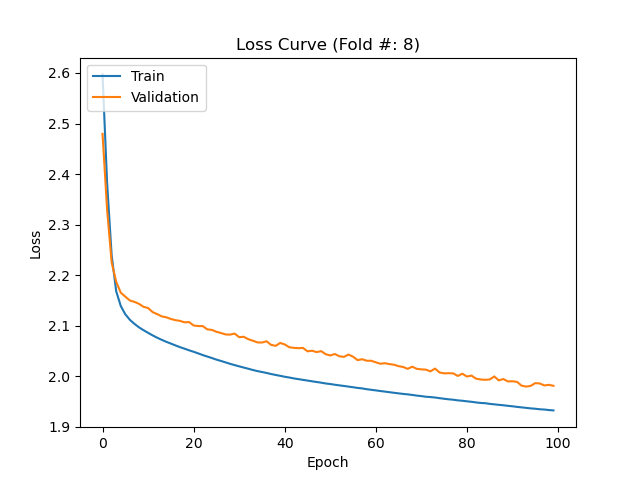 Loss Curve (Fold #: 8)
Train
Validation
2.6
2.5
2.4
2.3
2.2
2.1
2.0
1.9
Loss
0 20 40 60 80 100
Epoch